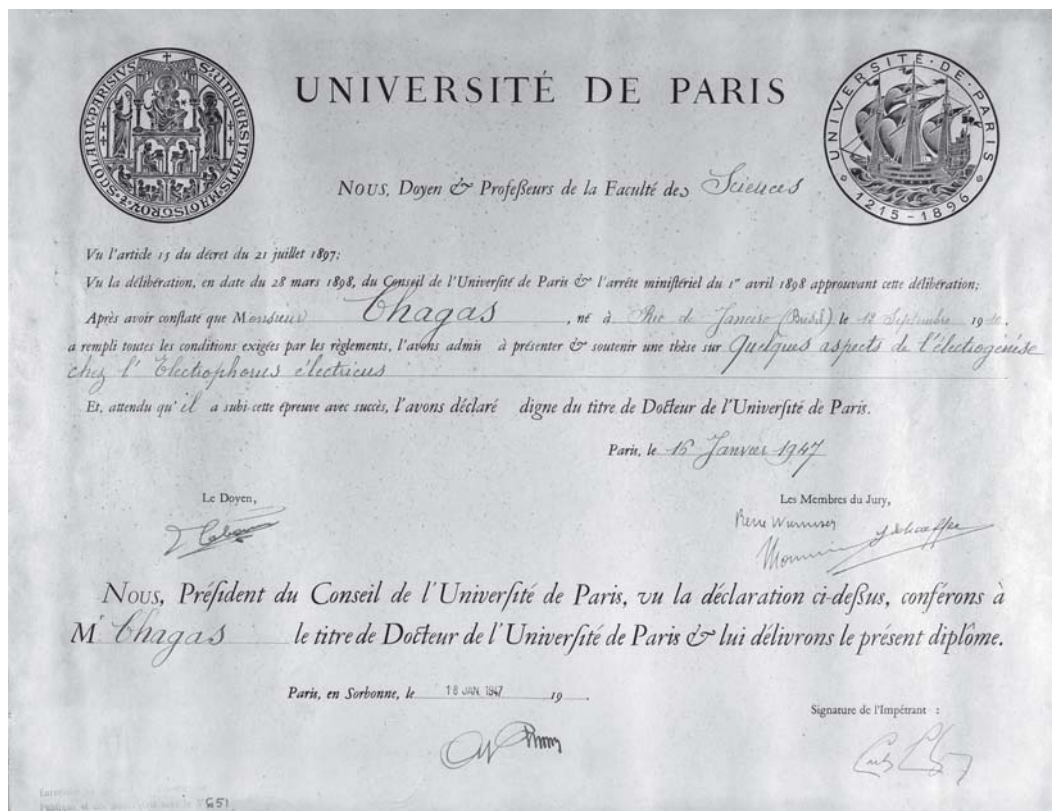 UNIVERSITÉ DE PARIS
S·VNIVERSITATIS·MAGISTROR·Z·SCOLARIV·PARISIVS
UNIVERSITÉ·DE·PARIS
1215-1896
NOUS, Doyen & Profeſseurs de la Faculté des Sciences
Vu l'article 15 du décret du 21 juillet 1897;
Vu la délibération, en date du 28 mars 1898, du Conseil de l'Université de Paris & l'arrêté ministériel du 1er avril 1898 approuvant cette délibération;
Après avoir constaté que Monsieur Chagas, né à Rio de Janeiro (Brésil) le 12 Septembre 1910.
a rempli toutes les conditions exigées par les règlements, l'avons admis à présenter & soutenir une thèse sur Quelques aspects de l'électrogénèse
chez l'Electrophorus électricus
Et, attendu qu'il a subi cette épreuve avec succès, l'avons déclaré digne du titre de Docteur de l'Univerſité de Paris.
Paris, le 16 Janvier 1947
Le Doyen,
Les Membres du Jury,
René Wurmser
NOUS, Préſident du Conseil de l'Univerſité de Paris, vu la déclaration ci-deſsus, conférons à
Mr Chagas le titre de Docteur de l'Univerſité de Paris & lui délivrons le préſent diplôme.
Paris, en Sorbonne, le 18 JAN. 1947 19
Signature de l'Impétrant :
651